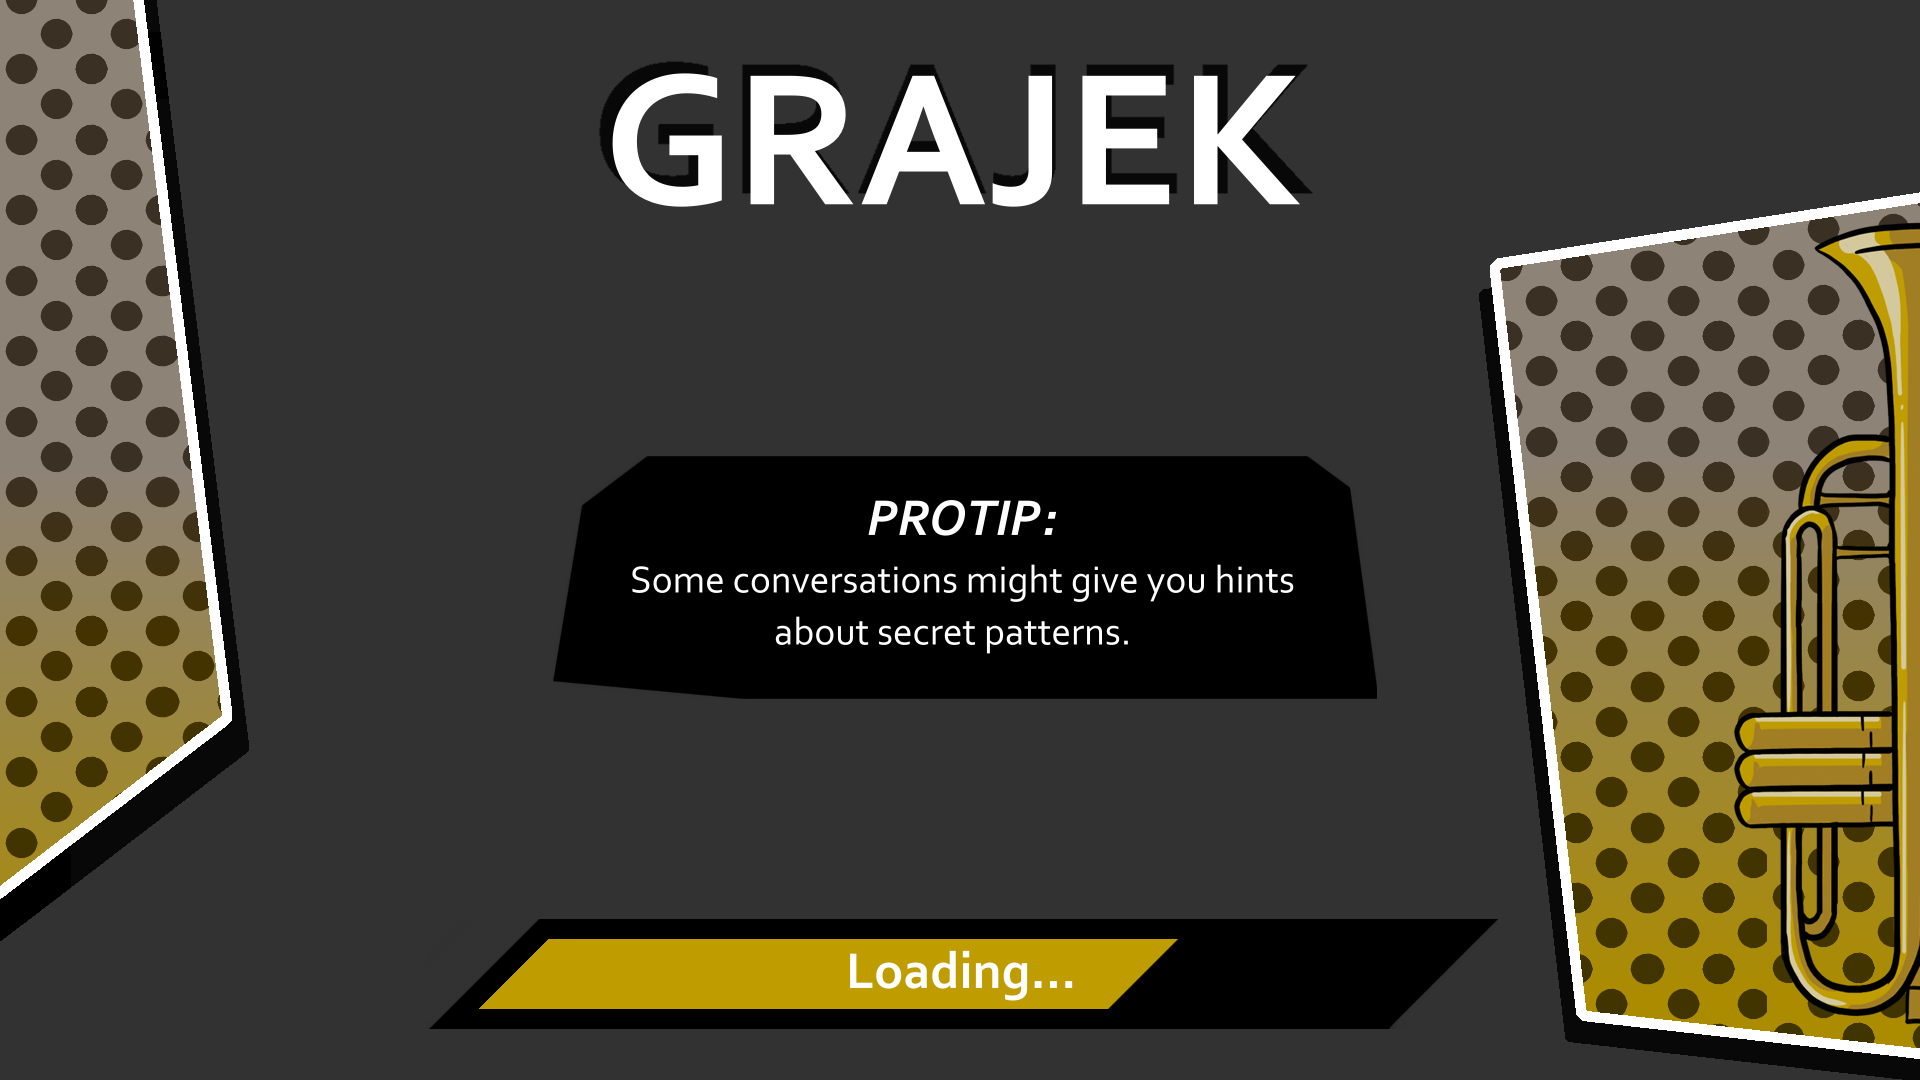 GRAJEK
PROTIP:
Some conversations might give you hints
about secret patterns.
Loading...